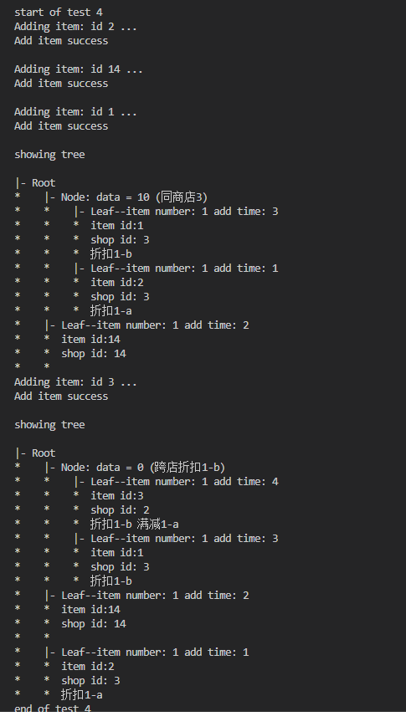 start of test 4
Adding item: id 2 ...
Add item success
Adding item: id 14 ...
Add item success
Adding item: id 1 ...
Add item success
showing tree
|- Root
*    |- Node: data = 10 (同商店3)
*    *    |- Leaf--item number: 1 add time: 3
*    *    *  item id:1
*    *    *  shop id: 3
*    *    *  折扣1-b
*    *    |- Leaf--item number: 1 add time: 1
*    *    *  item id:2
*    *    *  shop id: 3
*    *    *  折扣1-a
*    |- Leaf--item number: 1 add time: 2
*    *  item id:14
*    *  shop id: 14
*    *
Adding item: id 3 ...
Add item success
showing tree
|- Root
*    |- Node: data = 0 (跨店折扣1-b)
*    *    |- Leaf--item number: 1 add time: 4
*    *    *  item id:3
*    *    *  shop id: 2
*    *    *  折扣1-b 满减1-a
*    *    |- Leaf--item number: 1 add time: 3
*    *    *  item id:1
*    *    *  shop id: 3
*    *    *  折扣1-b
*    |- Leaf--item number: 1 add time: 2
*    *  item id:14
*    *  shop id: 14
*    *
*    |- Leaf--item number: 1 add time: 1
*    *  item id:2
*    *  shop id: 3
*    *  折扣1-a
end of test 4